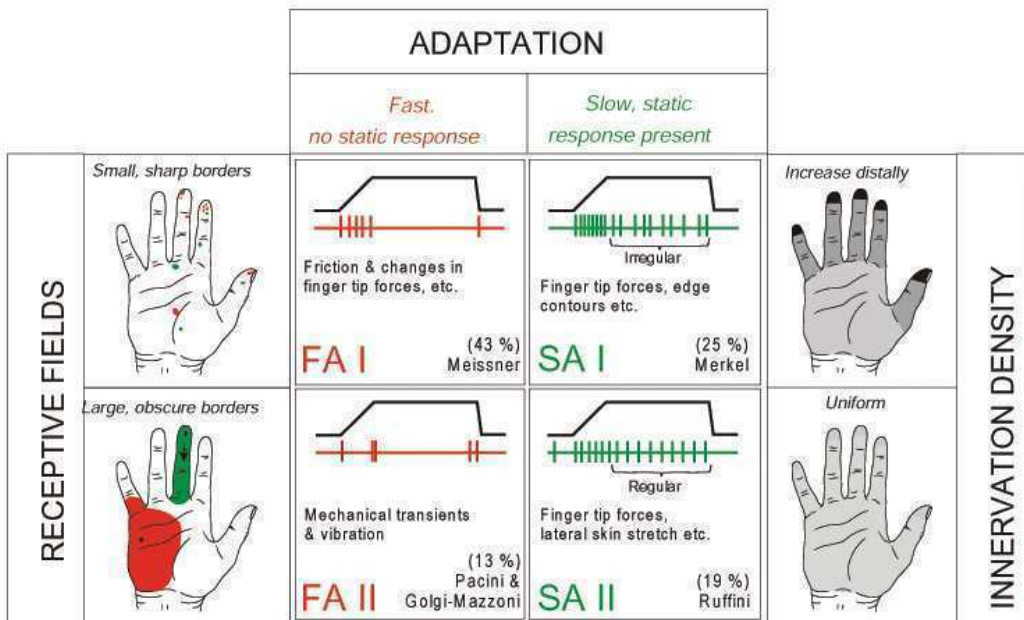 ADAPTATION
Fast.
no static response
Slow, static
response present
RECEPTIVE FIELDS
Small, sharp borders
Friction & changes in
finger tip forces, etc.
FA I
(43 %)
Meissner
Irregular
Finger tip forces, edge
contours etc.
SA I
(25 %)
Merkel
Increase distally
INNERVATION DENSITY
Large, obscure borders
Mechanical transients
& vibration
FA II
(13 %)
Pacini &
Golgi-Mazzoni
Regular
Finger tip forces,
lateral skin stretch etc.
SA II
(19 %)
Ruffini
Uniform